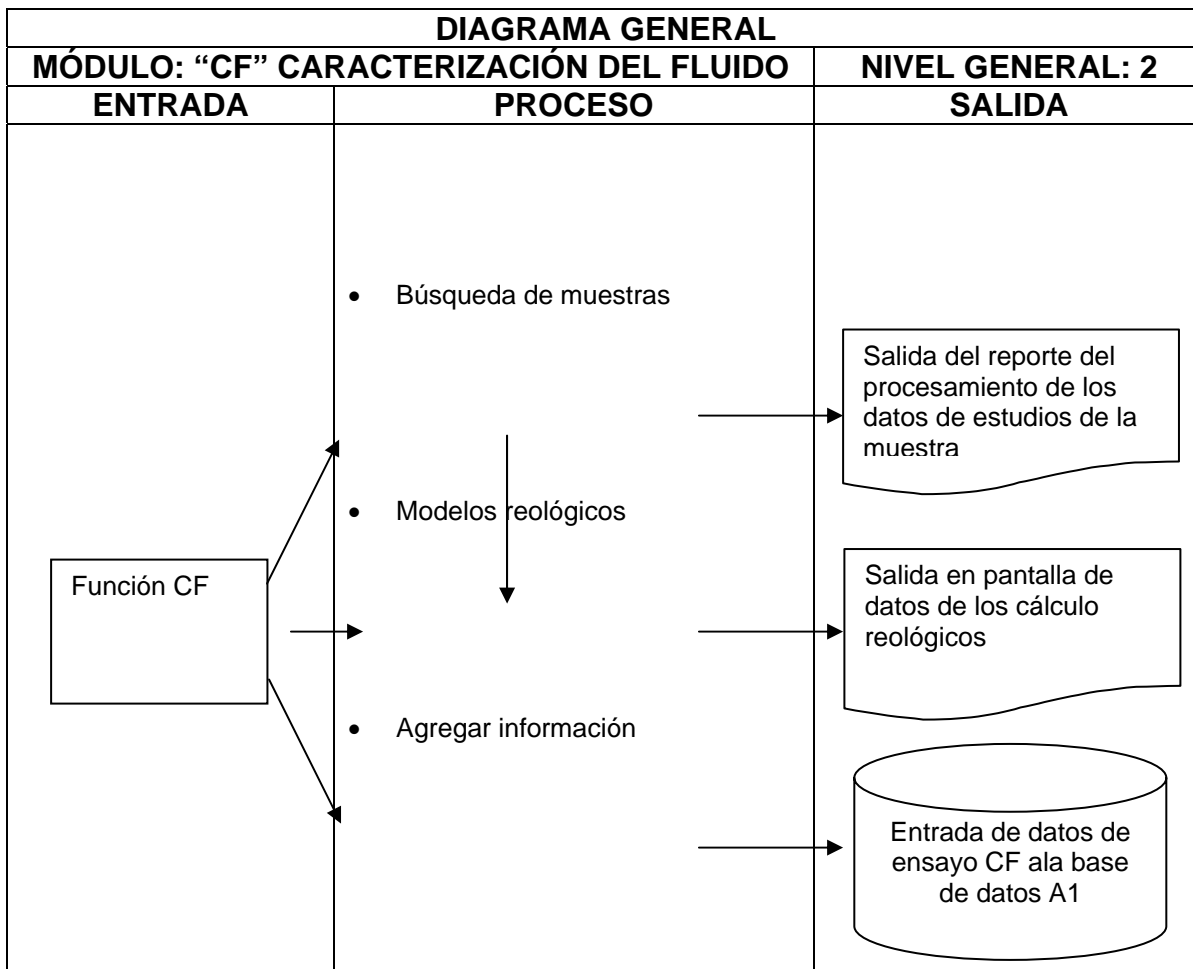 DIAGRAMA GENERAL
MÓDULO: “CF” CARACTERIZACIÓN DEL FLUIDO
NIVEL GENERAL: 2
ENTRADA
PROCESO
SALIDA
Función CF
• Búsqueda de muestras
• Modelos reológicos
• Agregar información
Salida del reporte del
procesamiento de los
datos de estudios de la
muestra
Salida en pantalla de
datos de los cálculo
reológicos
Entrada de datos de
ensayo CF ala base
de datos A1